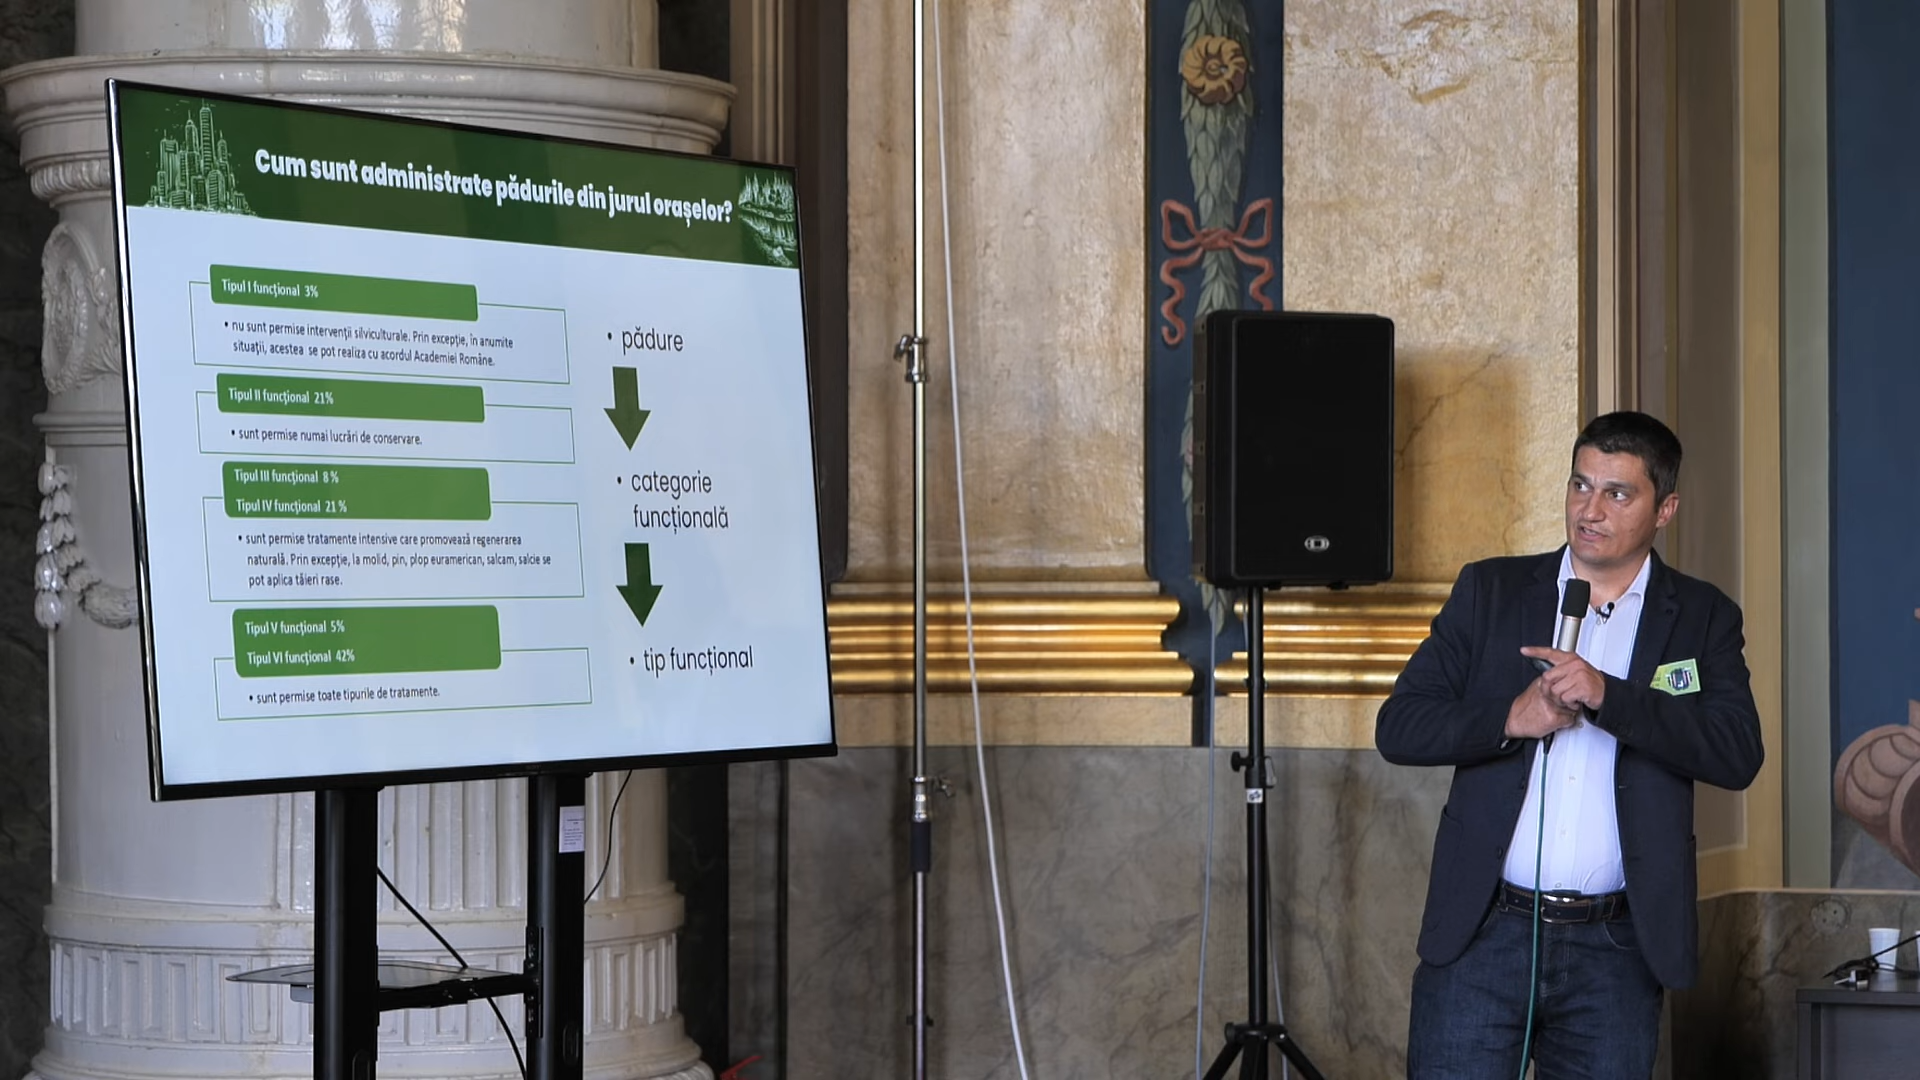 Cum sunt administrate pădurile din jurul orașelor?
Tipul I funcțional 3%
• nu sunt permise intervenții silviculturale. Prin excepție, în anumite
situații, acestea se pot realiza cu acordul Academiei Române.
Tipul II funcțional 21%
• sunt permise numai lucrări de conservare.
Tipul III funcțional 8 %
Tipul IV funcțional 21 %
• sunt permise tratamente intensive care promovează regenerarea
naturală. Prin excepție, la molid, pin, plop euramerican, salcam, salcie se
pot aplica tăieri rase.
Tipul V funcțional 5%
Tipul VI funcțional 42%
• sunt permise toate tipurile de tratamente.
• pădure
• categorie
funcțională
• tip funcțional